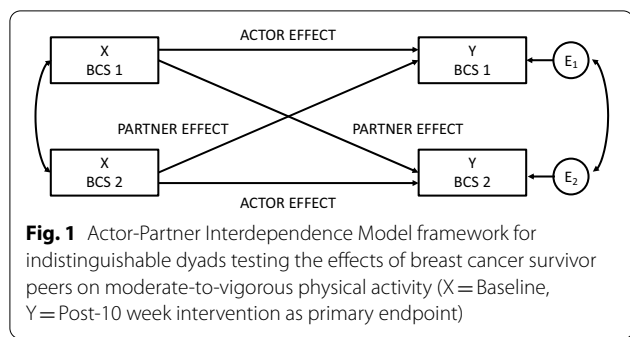 ACTOR EFFECT
X
BCS 1
Y
BCS 1
E₁
PARTNER EFFECT
PARTNER EFFECT
X
BCS 2
Y
BCS 2
E₂
ACTOR EFFECT
Fig. 1 Actor-Partner Interdependence Model framework for
indistinguishable dyads testing the effects of breast cancer survivor
peers on moderate-to-vigorous physical activity (X = Baseline,
Y = Post-10 week intervention as primary endpoint)